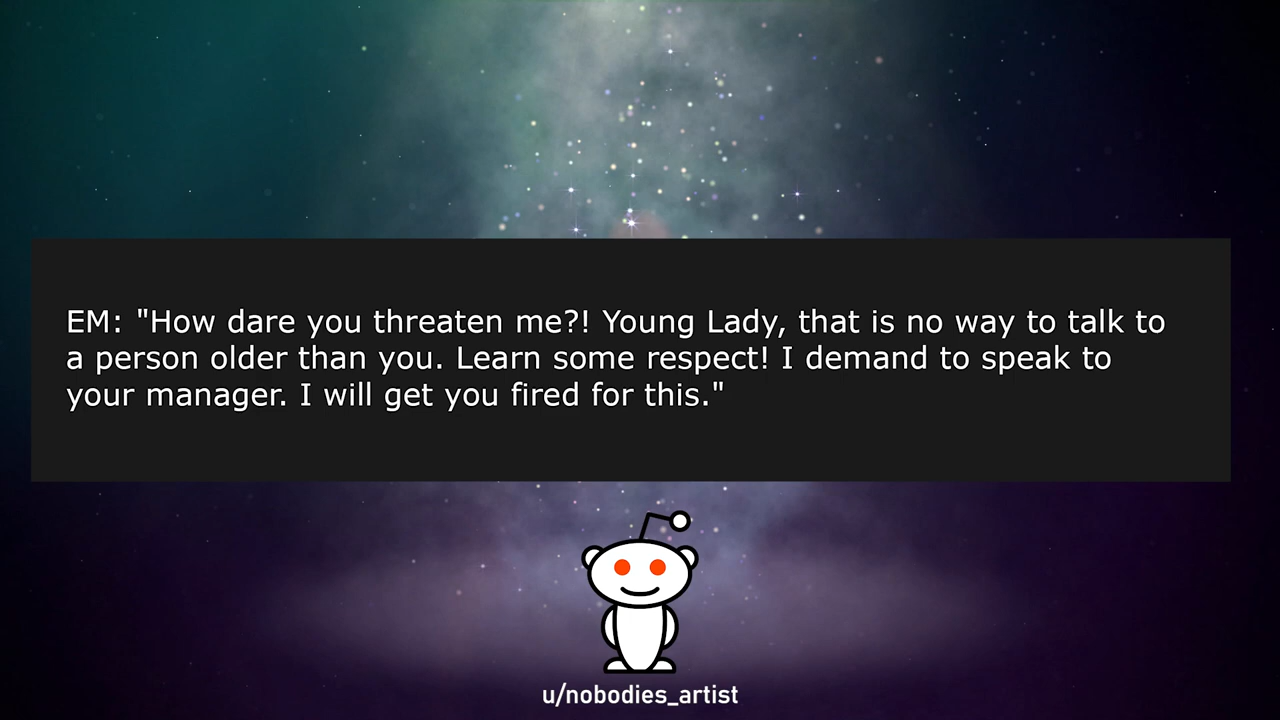 EM: "How dare you threaten me?! Young Lady, that is no way to talk to
a person older than you. Learn some respect! I demand to speak to
your manager. I will get you fired for this."
u/nobodies_artist